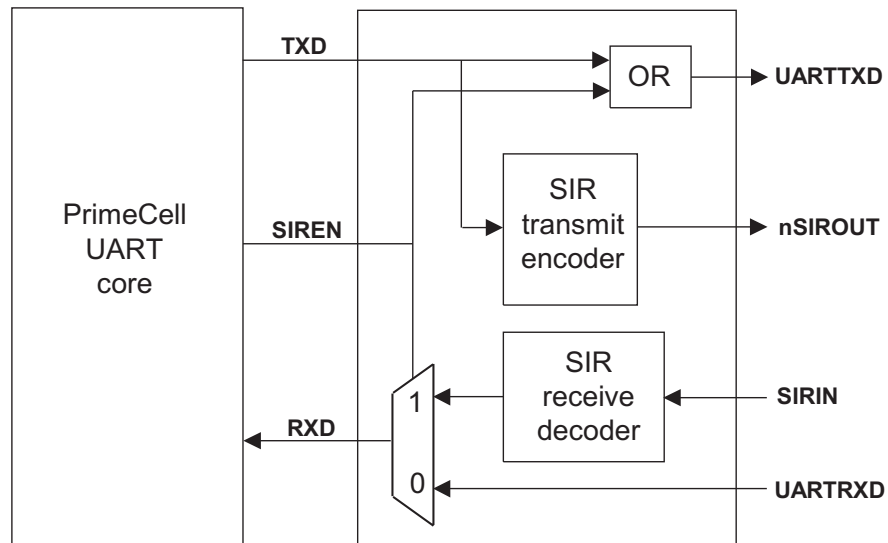 TXD
OR
UARTTXD
PrimeCell
UART
core
SIREN
SIR
transmit
encoder
nSIROUT
SIR
receive
decoder
SIRIN
1
RXD
0
UARTRXD